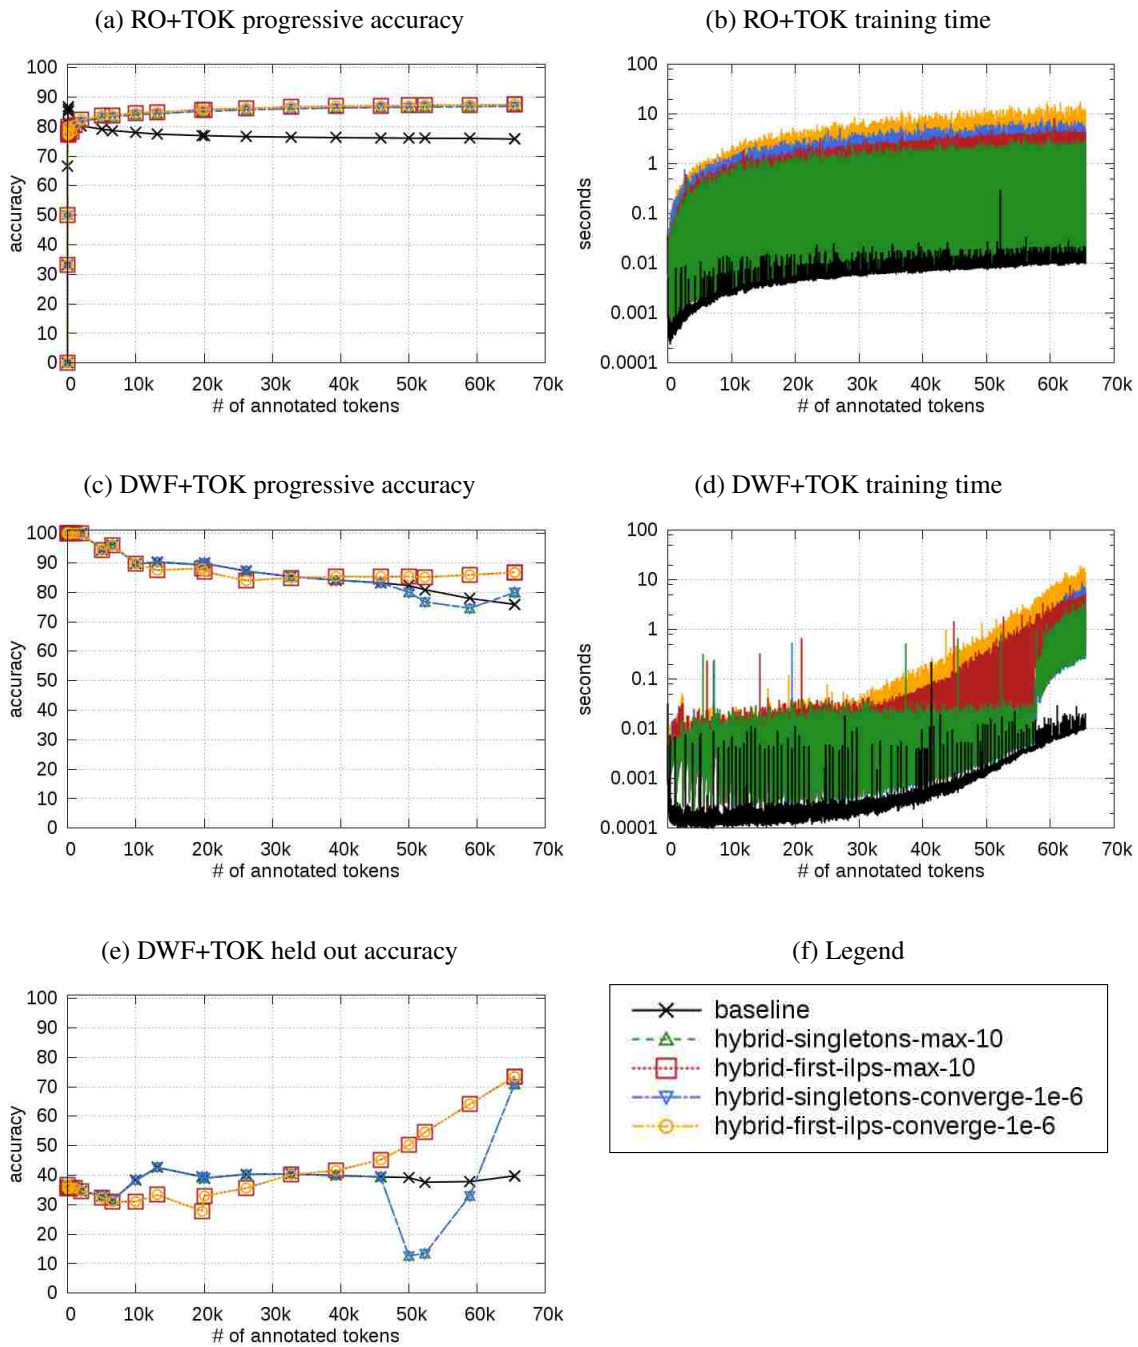 (a) RO+TOK progressive accuracy
100
90
80
70
60
50
40
30
20
10
0
accuracy
0 10k 20k 30k 40k 50k 60k 70k
# of annotated tokens
(b) RO+TOK training time
100
10
1
0.1
0.01
0.001
0.0001
seconds
0 10k 20k 30k 40k 50k 60k 70k
# of annotated tokens
(c) DWF+TOK progressive accuracy
100
90
80
70
60
50
40
30
20
10
0
accuracy
0 10k 20k 30k 40k 50k 60k 70k
# of annotated tokens
(d) DWF+TOK training time
100
10
1
0.1
0.01
0.001
0.0001
seconds
0 10k 20k 30k 40k 50k 60k 70k
# of annotated tokens
(e) DWF+TOK held out accuracy
100
90
80
70
60
50
40
30
20
10
0
accuracy
0 10k 20k 30k 40k 50k 60k 70k
# of annotated tokens
(f) Legend
baseline
hybrid-singletons-max-10
hybrid-first-ilps-max-10
hybrid-singletons-converge-1e-6
hybrid-first-ilps-converge-1e-6